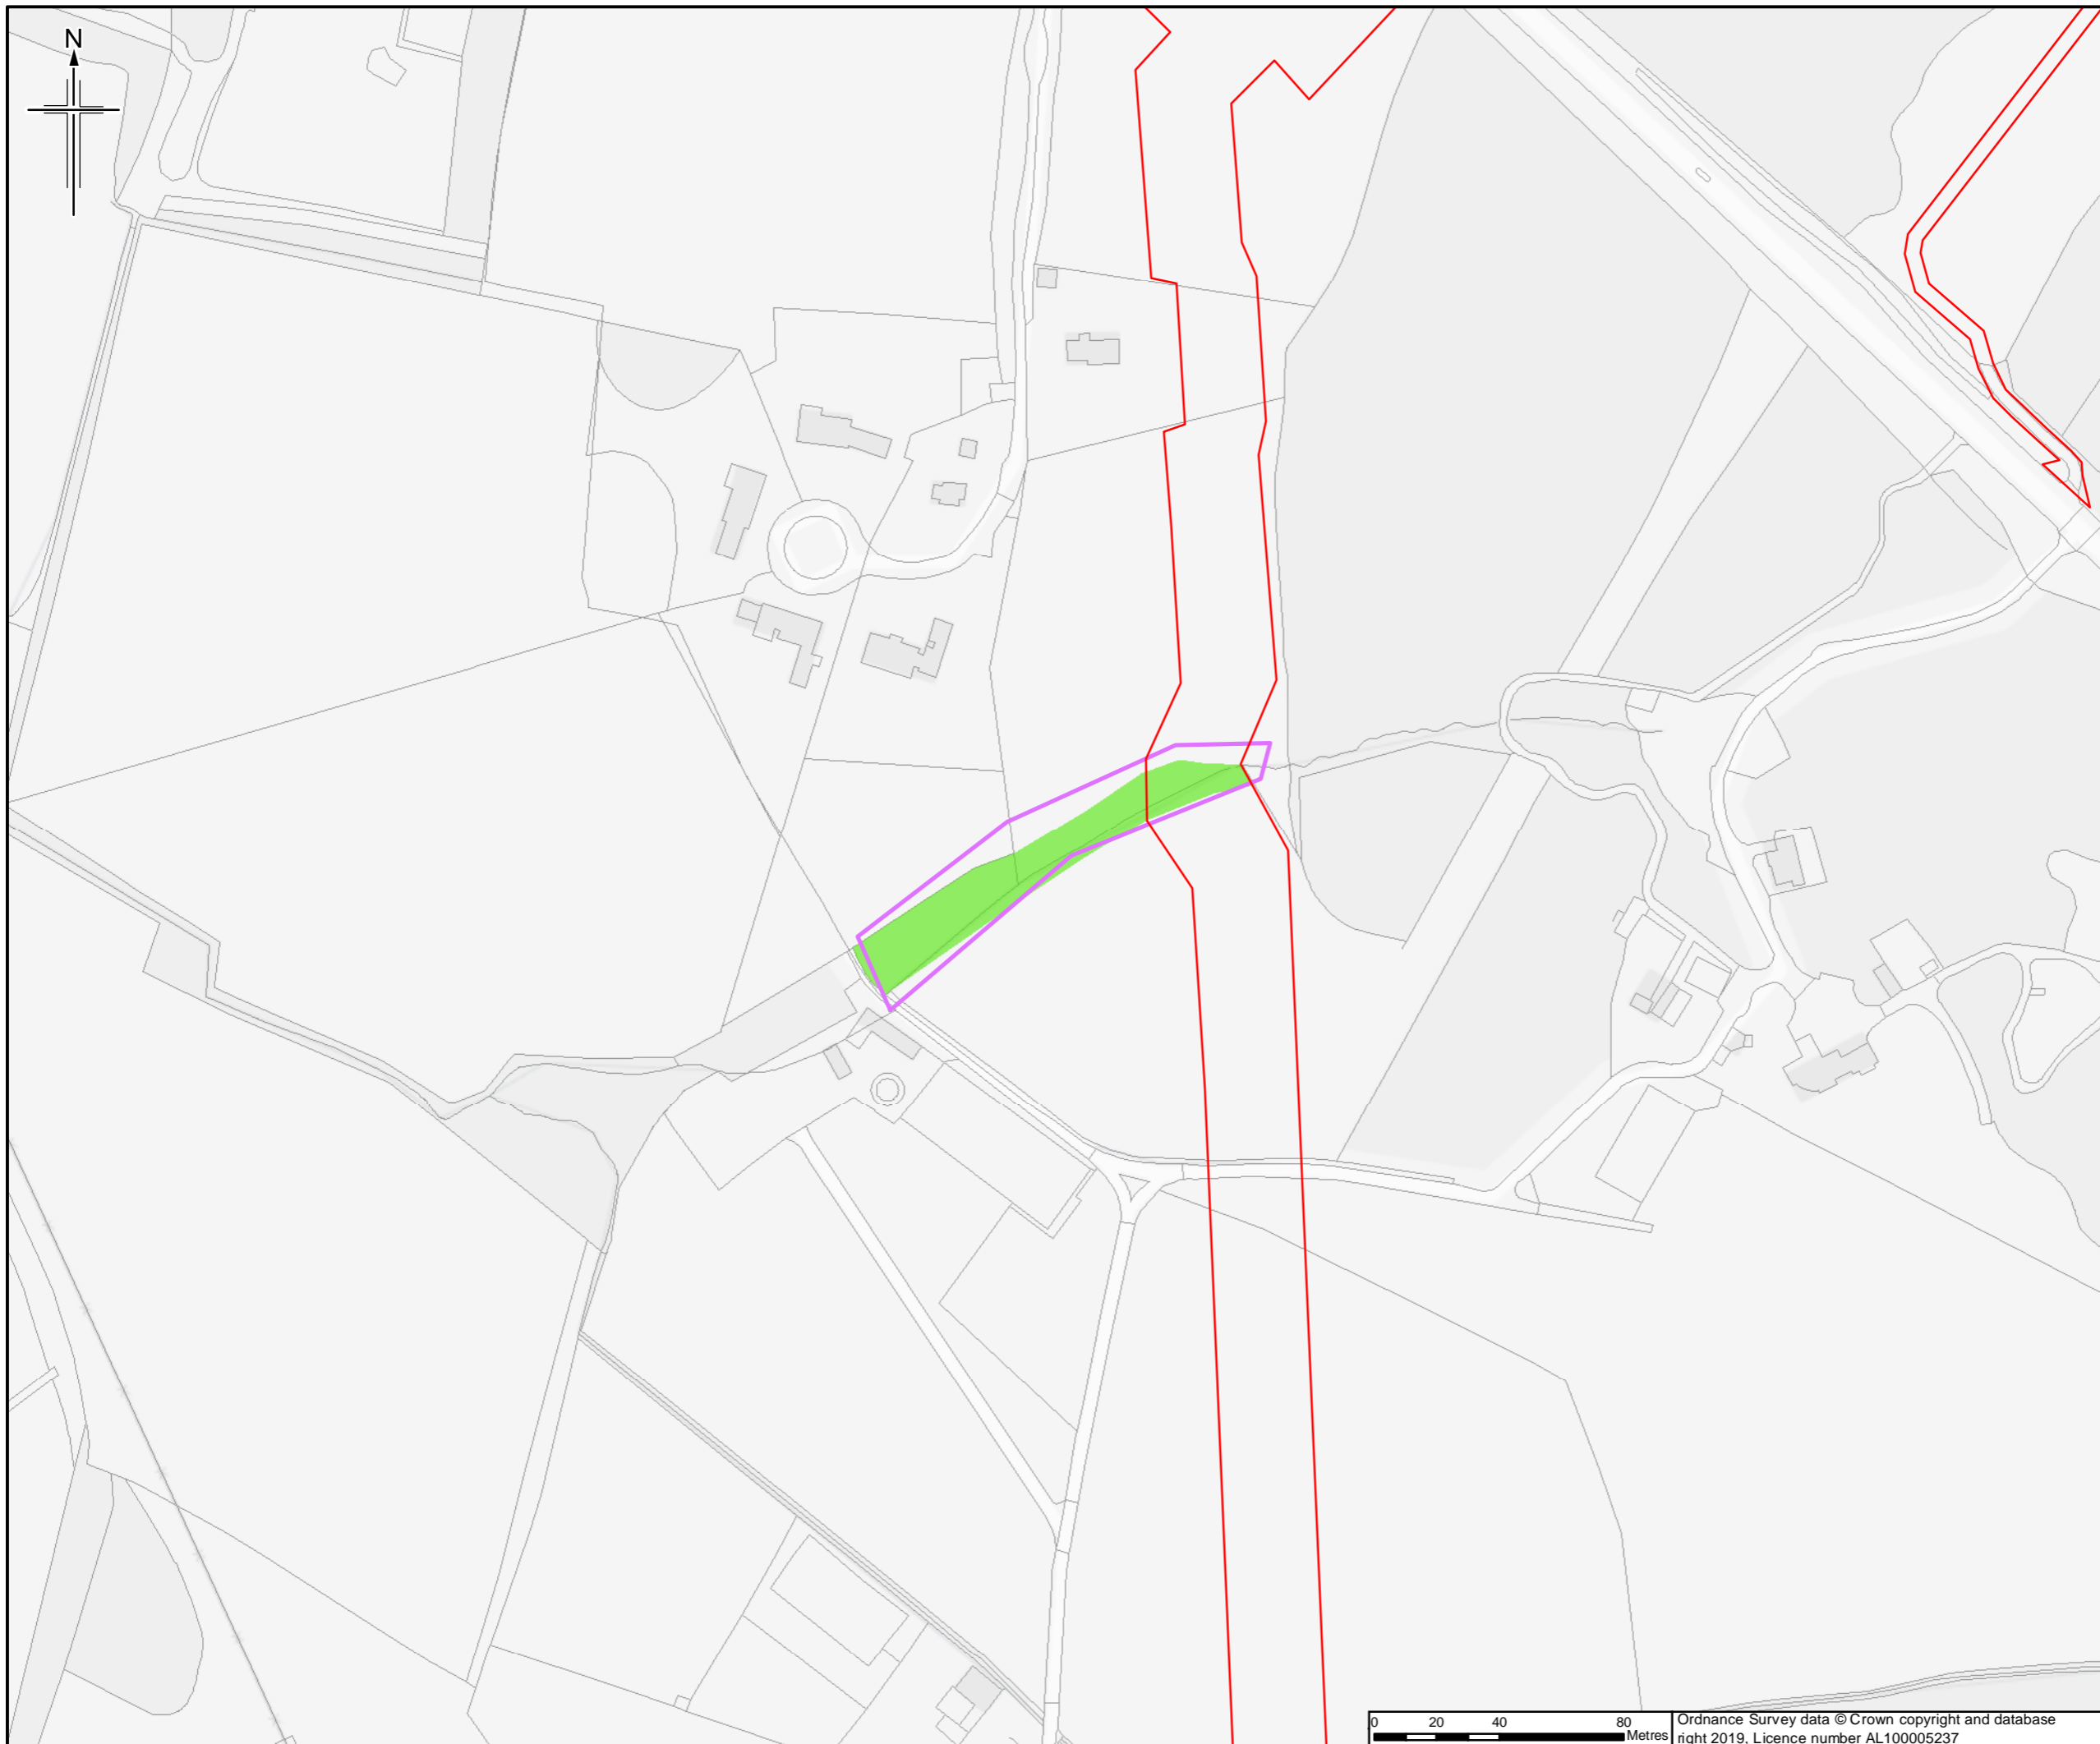 N
0 20 40 80
Metres
Ordnance Survey data © Crown copyright and database
right 2019, Licence number AL100005237